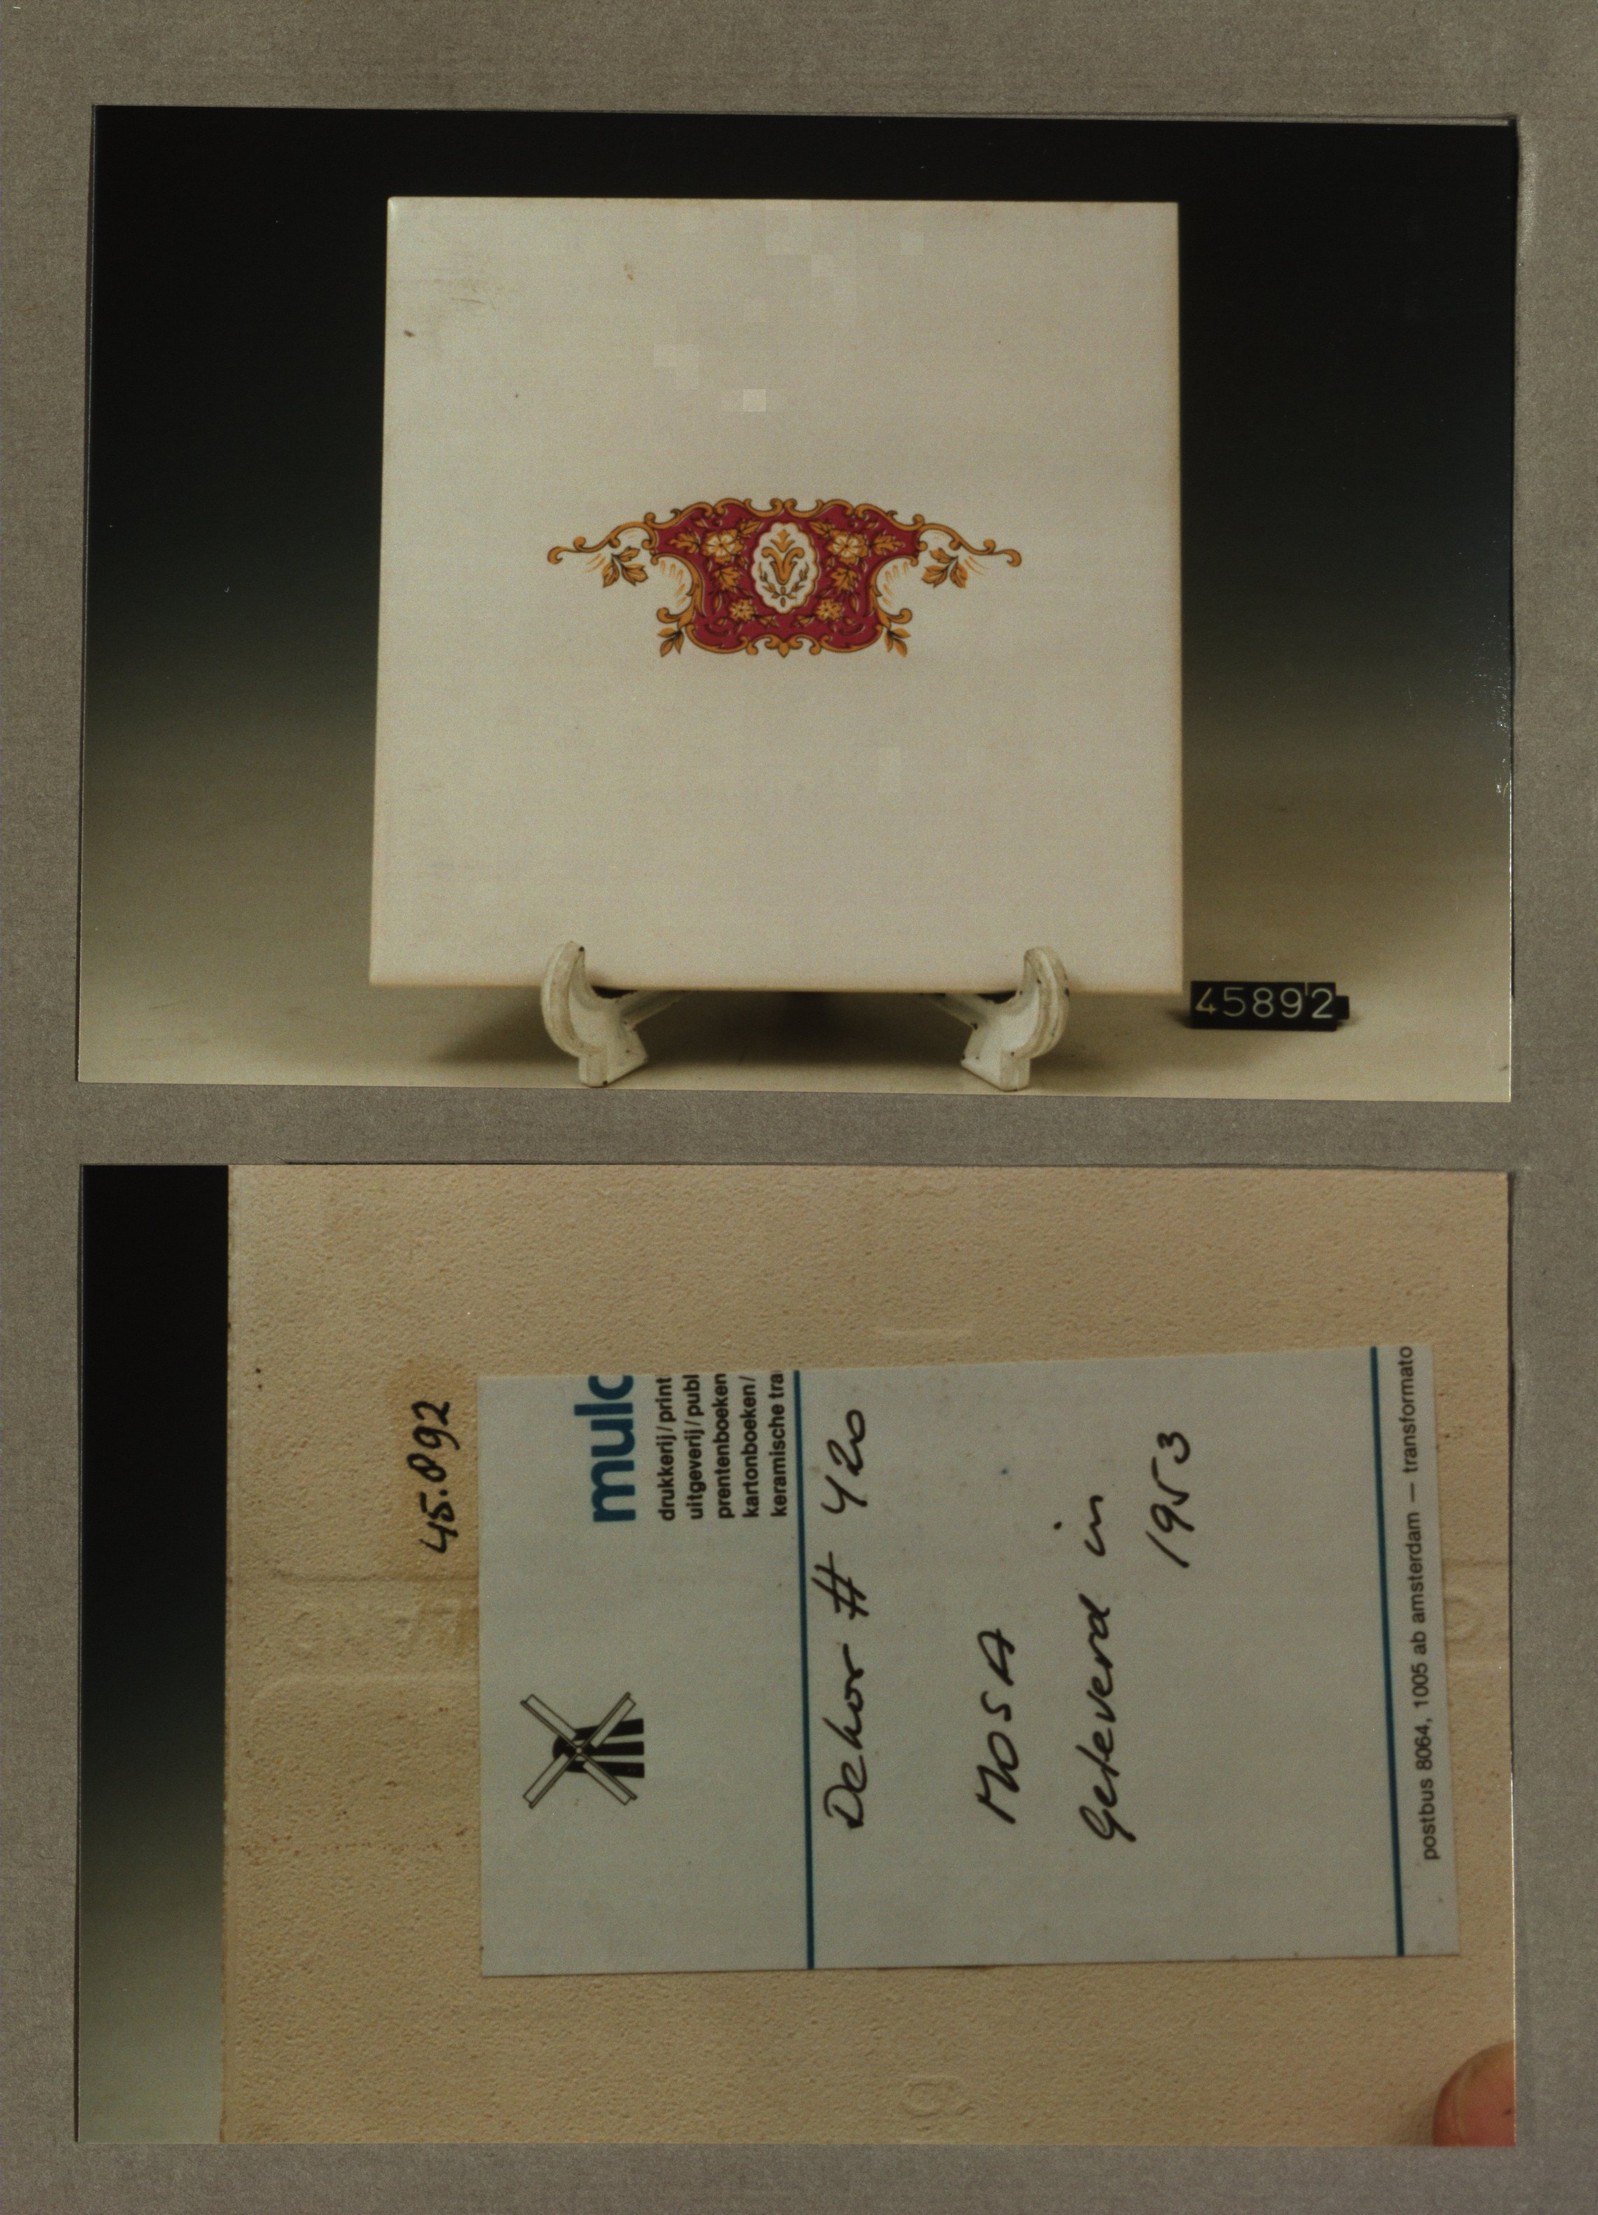 45892
45.892
mulc
drukkerij/print
uitgeverij/publ
prentenboeken
kartonboeken/
keramische tra
Dekor # 420
MOSA
Geleverd in
1953
postbus 8064, 1005 ab amsterdam — transformato